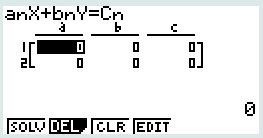 anX+bnY=Cn
a b c
1[ 0 0 0]
2[ 0 0 0]
0
SOLV DEL CLR EDIT